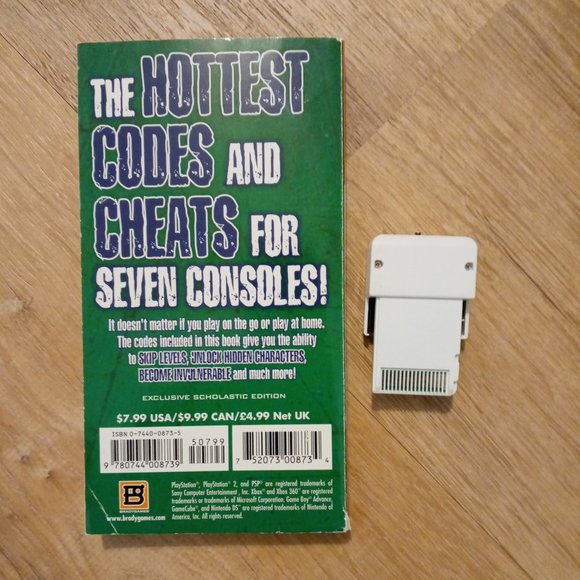 THE HOTTEST
CODES AND
CHEATS FOR
SEVEN CONSOLES!
It doesn't matter if you play on the go or play at home.
The codes included in this book give you the ability
to SKIP LEVELS, UNLOCK HIDDEN CHARACTERS,
BECOME INVULNERABLE and much more!
EXCLUSIVE SCHOLASTIC EDITION
$7.99 USA/$9.99 CAN/£4.99 Net UK
ISBN 0-7440-0873-5
50799
9 780744 008739
7 52073 00873 4
BRADYGAMES
www.bradygames.com
PlayStation, PlayStation 2, and PSP are registered trademarks of
Sony Computer Entertainment, Inc. Xbox and Xbox 360 are registered
trademarks or trademarks of Microsoft Corporation. Game Boy Advance,
GameCube, and Nintendo DS are registered trademarks of Nintendo of
America, Inc. All rights reserved.